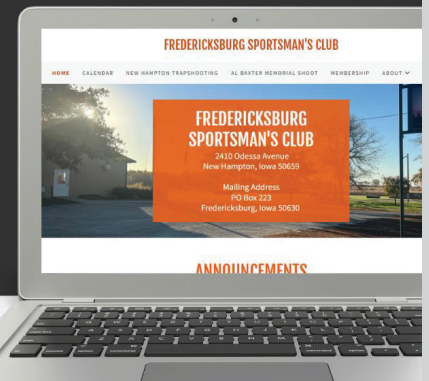 FREDERICKSBURG SPORTSMAN'S CLUB
HOME CALENDAR NEW HAMPTON TRAPSHOOTING AL BAXTER MEMORIAL SHOOT MEMBERSHIP ABOUT
FREDERICKSBURG
SPORTSMAN'S CLUB
2410 Odessa Avenue
New Hampton, Iowa 50659
Mailing Address
PO Box 223
Fredericksburg, Iowa 50630
ANNOUNCEMENTS